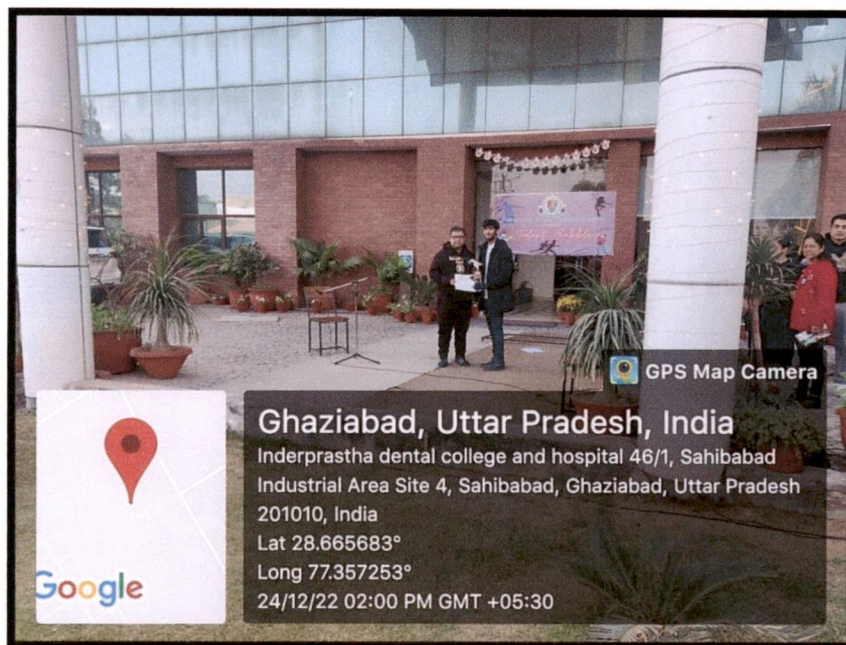 GPS Map Camera
Ghaziabad, Uttar Pradesh, India
Inderprastha dental college and hospital 46/1, Sahibabad
Industrial Area Site 4, Sahibabad, Ghaziabad, Uttar Pradesh
201010, India
Lat 28.665683°
Long 77.357253°
24/12/22 02:00 PM GMT +05:30
Google